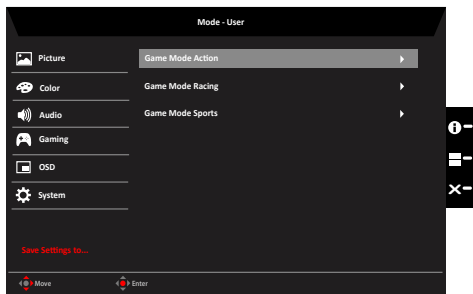 Mode - User
Picture
Game Mode Action
Color
Game Mode Racing
Audio
Game Mode Sports
Gaming
OSD
System
Save Settings to...
Move
Enter